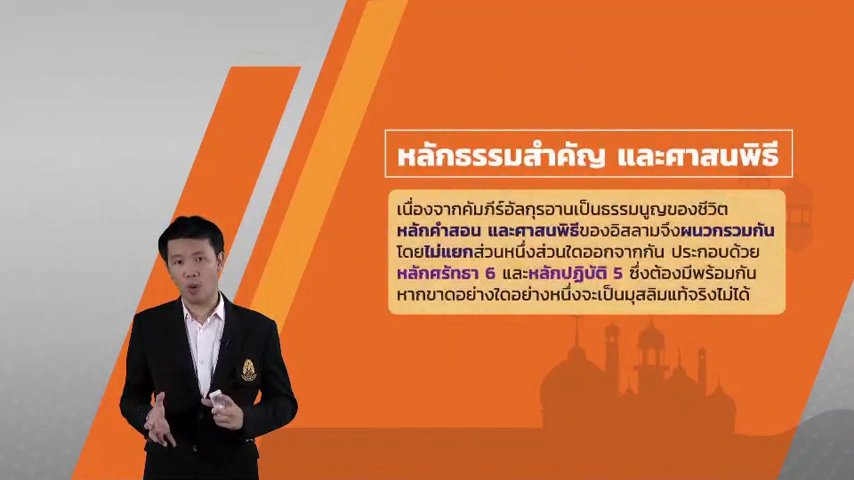 หลักธรรมสำคัญ และศาสนพิธี
เนื่องจากคัมภีร์อัลกุรอานเป็นธรรมนูญของชีวิต
หลักคำสอน และศาสนพิธีของอิสลามจึงผนวกรวมกัน
โดยไม่แยกส่วนหนึ่งส่วนใดออกจากกัน ประกอบด้วย
หลักศรัทธา 6 และหลักปฏิบัติ 5 ซึ่งต้องมีพร้อมกัน
หากขาดอย่างใดอย่างหนึ่งจะเป็นมุสลิมแท้จริงไม่ได้